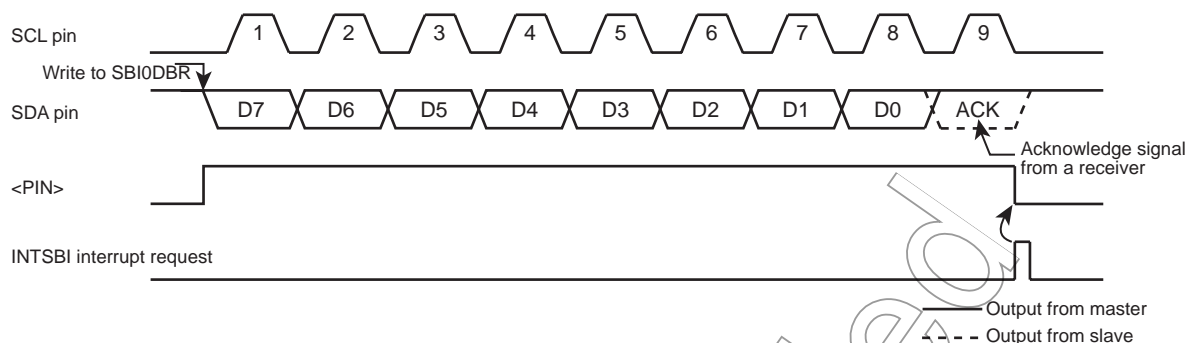 SCL pin
1 2 3 4 5 6 7 8 9
Write to SBI0DBR
SDA pin
D7 D6 D5 D4 D3 D2 D1 D0 ACK
Acknowledge signal
from a receiver
<PIN>
INTSBI interrupt request
Output from master
Output from slave